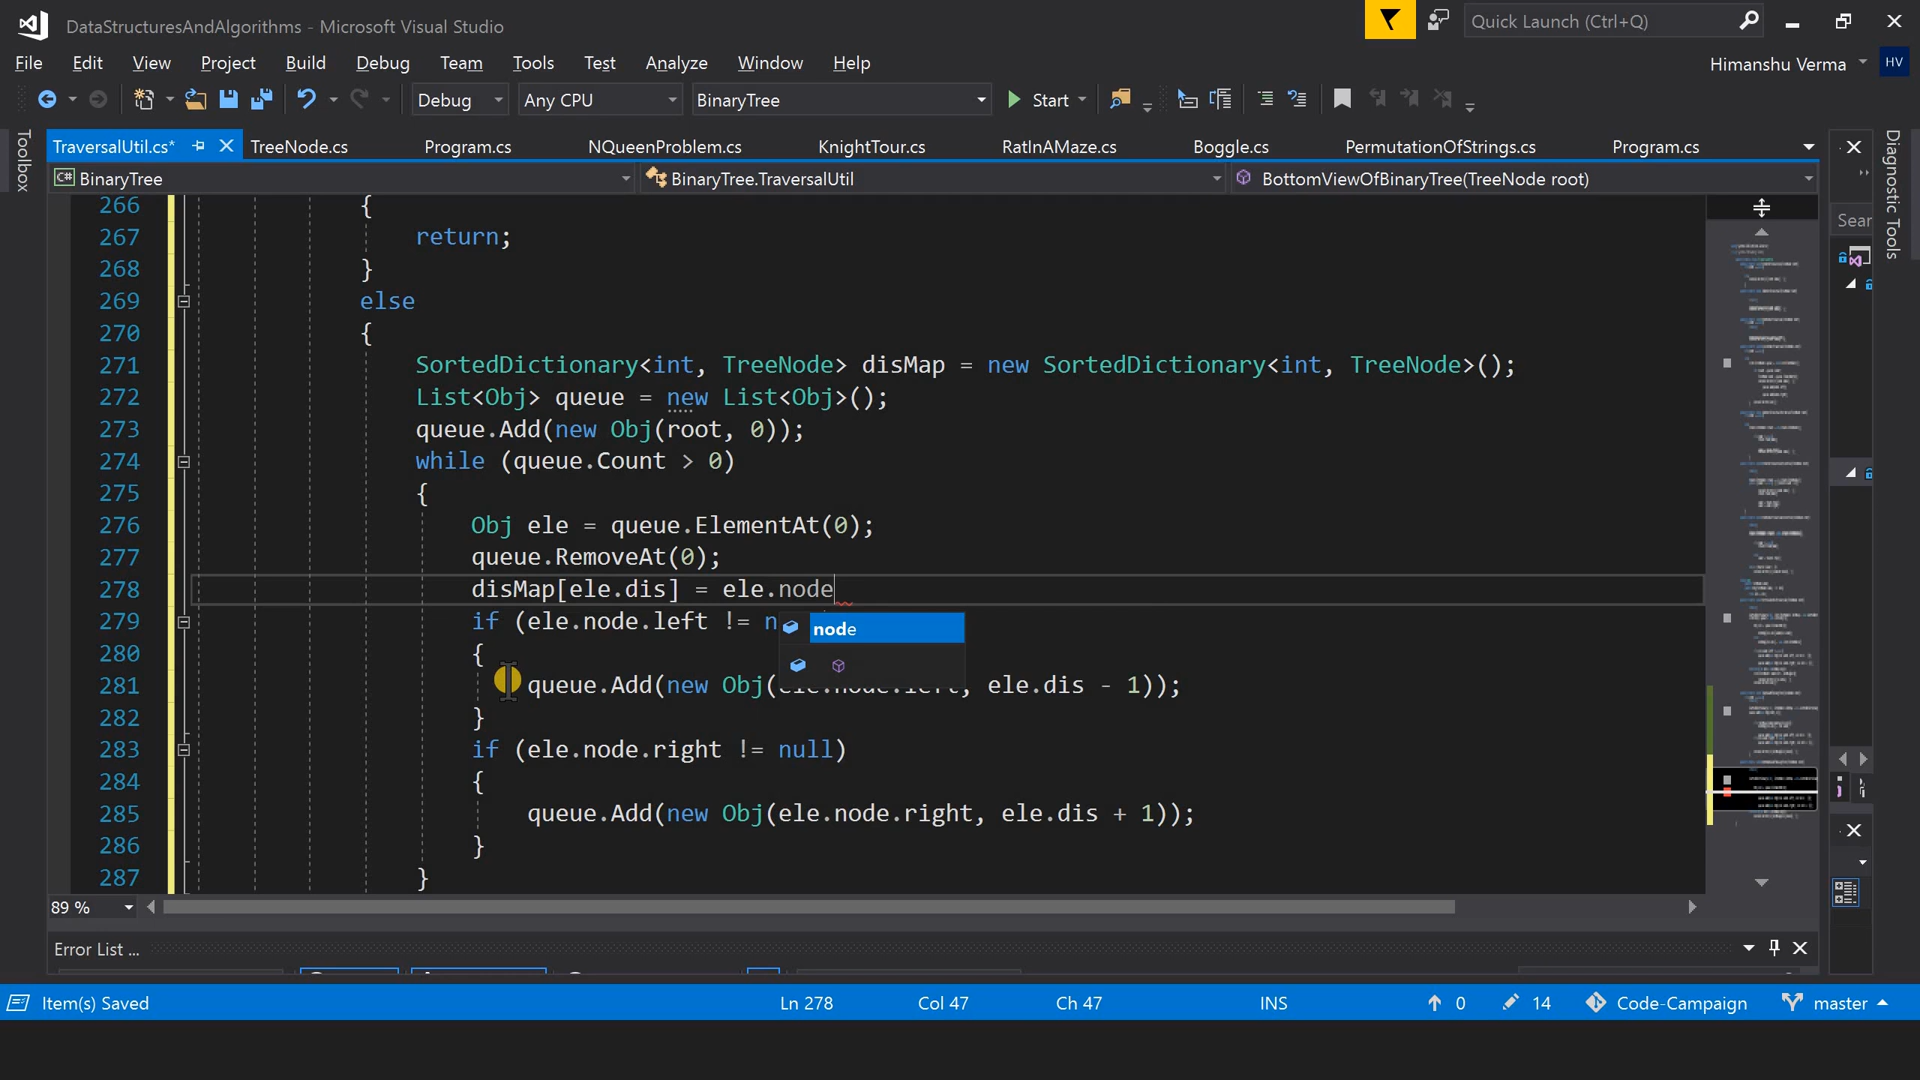 DataStructuresAndAlgorithms - Microsoft Visual Studio
Quick Launch (Ctrl+Q)
File Edit View Project Build Debug Team Tools Test Analyze Window Help
Himanshu Verma HV
Debug Any CPU BinaryTree Start
Toolbox
TraversalUtil.cs* TreeNode.cs Program.cs NQueenProblem.cs KnightTour.cs RatInAMaze.cs Boggle.cs PermutationOfStrings.cs Program.cs
Diagnostic Tools
BinaryTree BinaryTree.TraversalUtil BottomViewOfBinaryTree(TreeNode root)
Sear
266 {
267 return;
268 }
269 else
270 {
271 SortedDictionary<int, TreeNode> disMap = new SortedDictionary<int, TreeNode>();
272 List<Obj> queue = new List<Obj>();
273 queue.Add(new Obj(root, 0));
274 while (queue.Count > 0)
275 {
276 Obj ele = queue.ElementAt(0);
277 queue.RemoveAt(0);
278 disMap[ele.dis] = ele.node
279 if (ele.node.left != n
node
280 {
281 queue.Add(new Obj(ele.node.left, ele.dis - 1));
282 }
283 if (ele.node.right != null)
284 {
285 queue.Add(new Obj(ele.node.right, ele.dis + 1));
286 }
287 }
89 %
Error List ...
Item(s) Saved Ln 278 Col 47 Ch 47 INS 0 14 Code-Campaign master